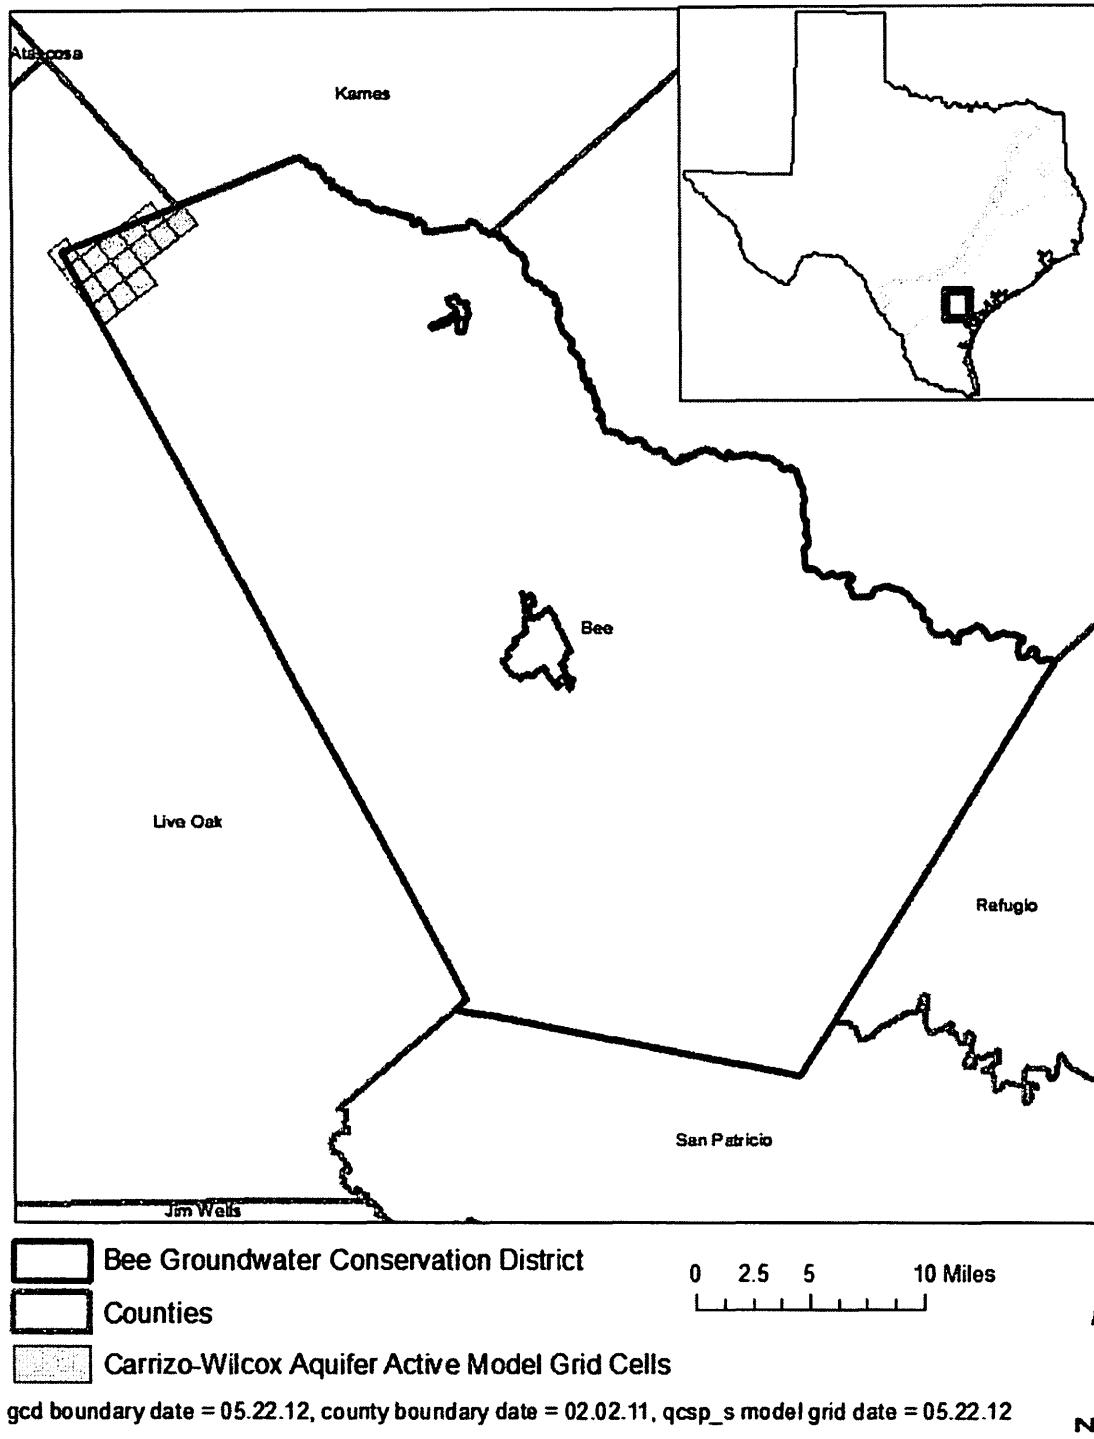 Atascosa
Karnes
Bee
Live Oak
Refugio
San Patricio
Jim Wells
Bee Groundwater Conservation District
0 2.5 5 10 Miles
Counties
Carrizo-Wilcox Aquifer Active Model Grid Cells
gcd boundary date = 05.22.12, county boundary date = 02.02.11, qcsp_s model grid date = 05.22.12
N